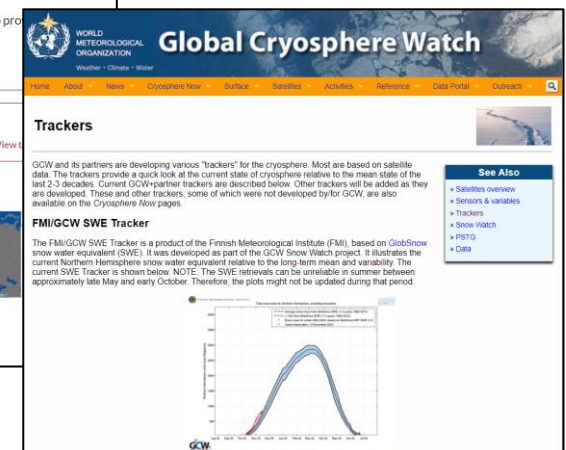 WORLD
METEOROLOGICAL
ORGANIZATION
Weather • Climate • Water
Global Cryosphere Watch
Home About News Cryosphere Now Surface Satellites Activities Reference Data Portal Outreach
Trackers
GCW and its partners are developing various "trackers" for the cryosphere. Most are based on satellite
data. The trackers provide a quick look at the current state of cryosphere relative to the mean state of the
last 2-3 decades. Current GCW+partner trackers are described below. Other trackers will be added as they
are developed. These and other trackers, some of which were not developed by/for GCW, are also
available on the Cryosphere Now pages.
See Also
» Satellites overview
» Sensors & variables
» Trackers
» Snow Watch
» PSTG
» Data
FMI/GCW SWE Tracker
The FMI/GCW SWE Tracker is a product of the Finnish Meteorological Institute (FMI), based on GlobSnow
snow water equivalent (SWE). It was developed as part of the GCW Snow Watch project. It illustrates the
current Northern Hemisphere snow water equivalent relative to the long-term mean and variability. The
current SWE Tracker is shown below. NOTE: The SWE retrievals can be unreliable in summer between
approximately late May and early October. Therefore, the plots might not be updated during that period.
GCW